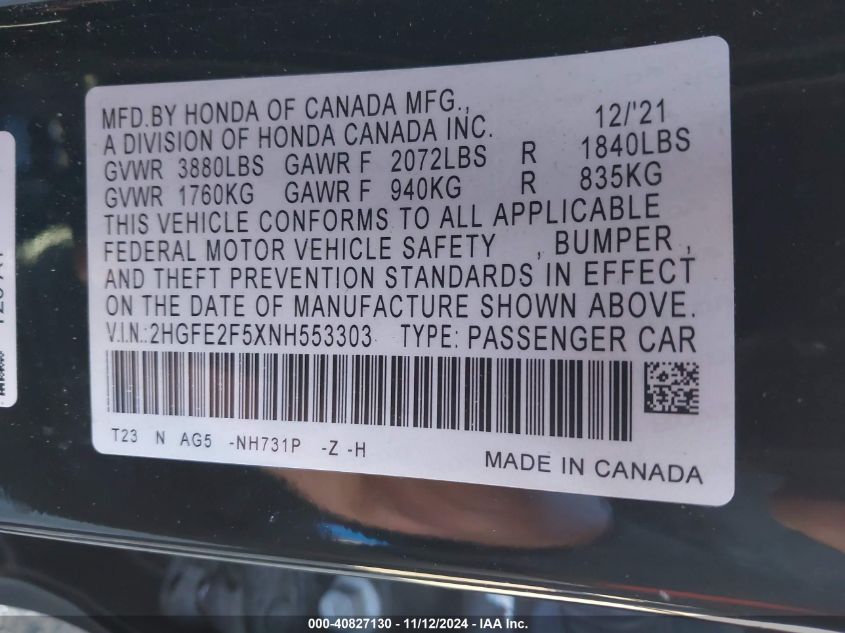 MFD.BY HONDA OF CANADA MFG., 12/'21
A DIVISION OF HONDA CANADA INC.
GVWR 3880LBS GAWR F 2072LBS R 1840LBS
GVWR 1760KG GAWR F 940KG R 835KG
THIS VEHICLE CONFORMS TO ALL APPLICABLE
FEDERAL MOTOR VEHICLE SAFETY , BUMPER ,
AND THEFT PREVENTION STANDARDS IN EFFECT
ON THE DATE OF MANUFACTURE SHOWN ABOVE.
V.I.N.:2HGFE2F5XNH553303 TYPE: PASSENGER CAR
T23 N AG5 -NH731P -Z -H
MADE IN CANADA
000-40827130 - 11/12/2024 - IAA Inc.